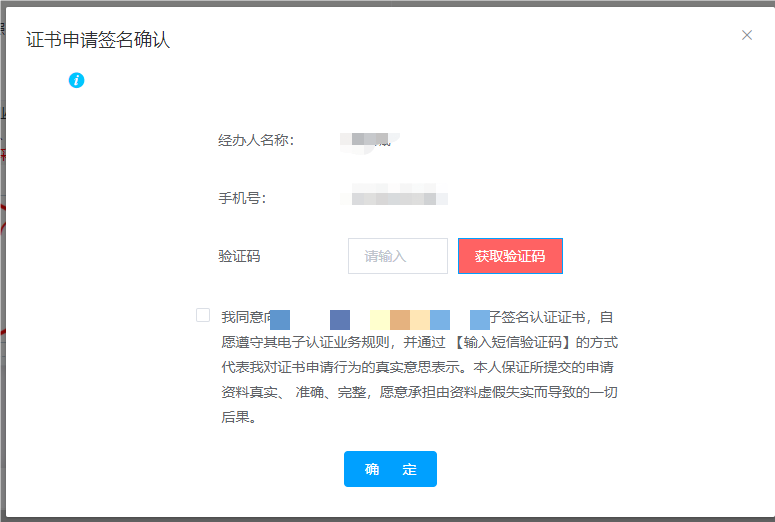 证书申请签名确认
经办人名称：
手机号：
验证码
请输入
获取验证码
我同意向 子签名认证证书，自
愿遵守其电子认证业务规则，并通过 【输入短信验证码】的方式
代表我对证书申请行为的真实意思表示。本人保证所提交的申请
资料真实、 准确、完整，愿意承担由资料虚假失实而导致的一切
后果。
确 定